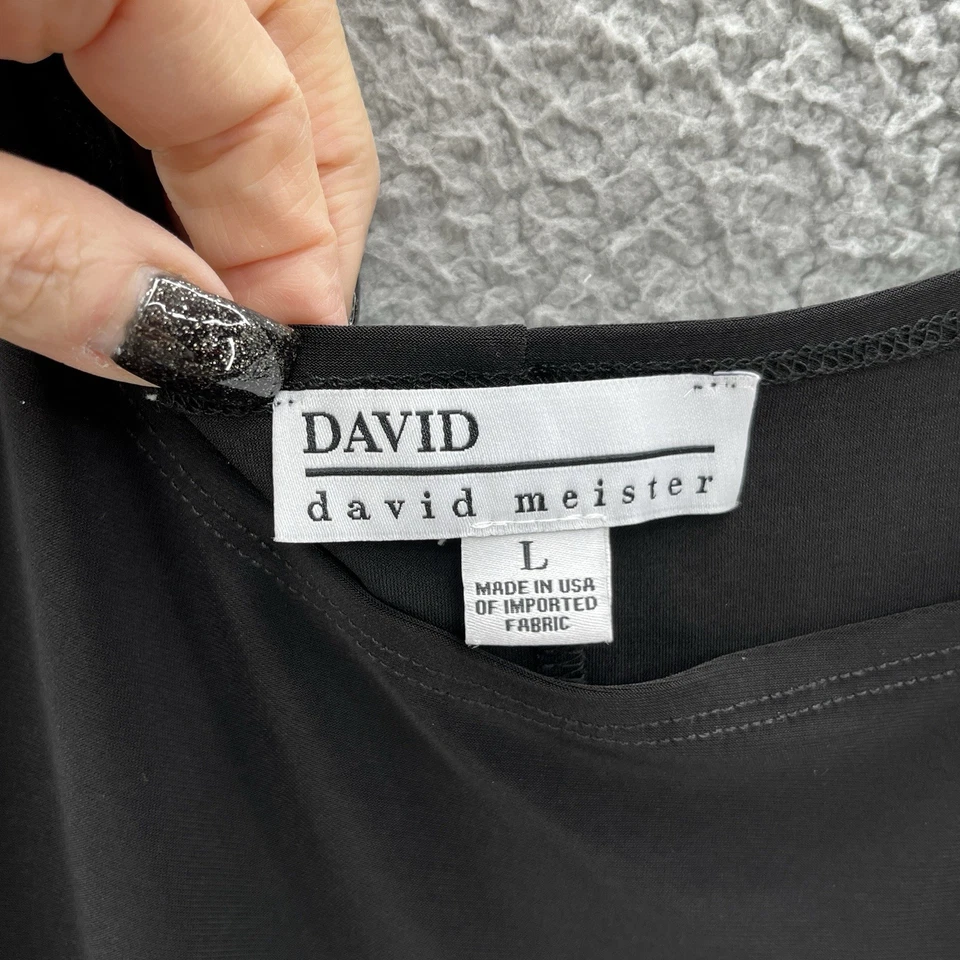 DAVID
david meister
L
MADE IN USA
OF IMPORTED
FABRIC